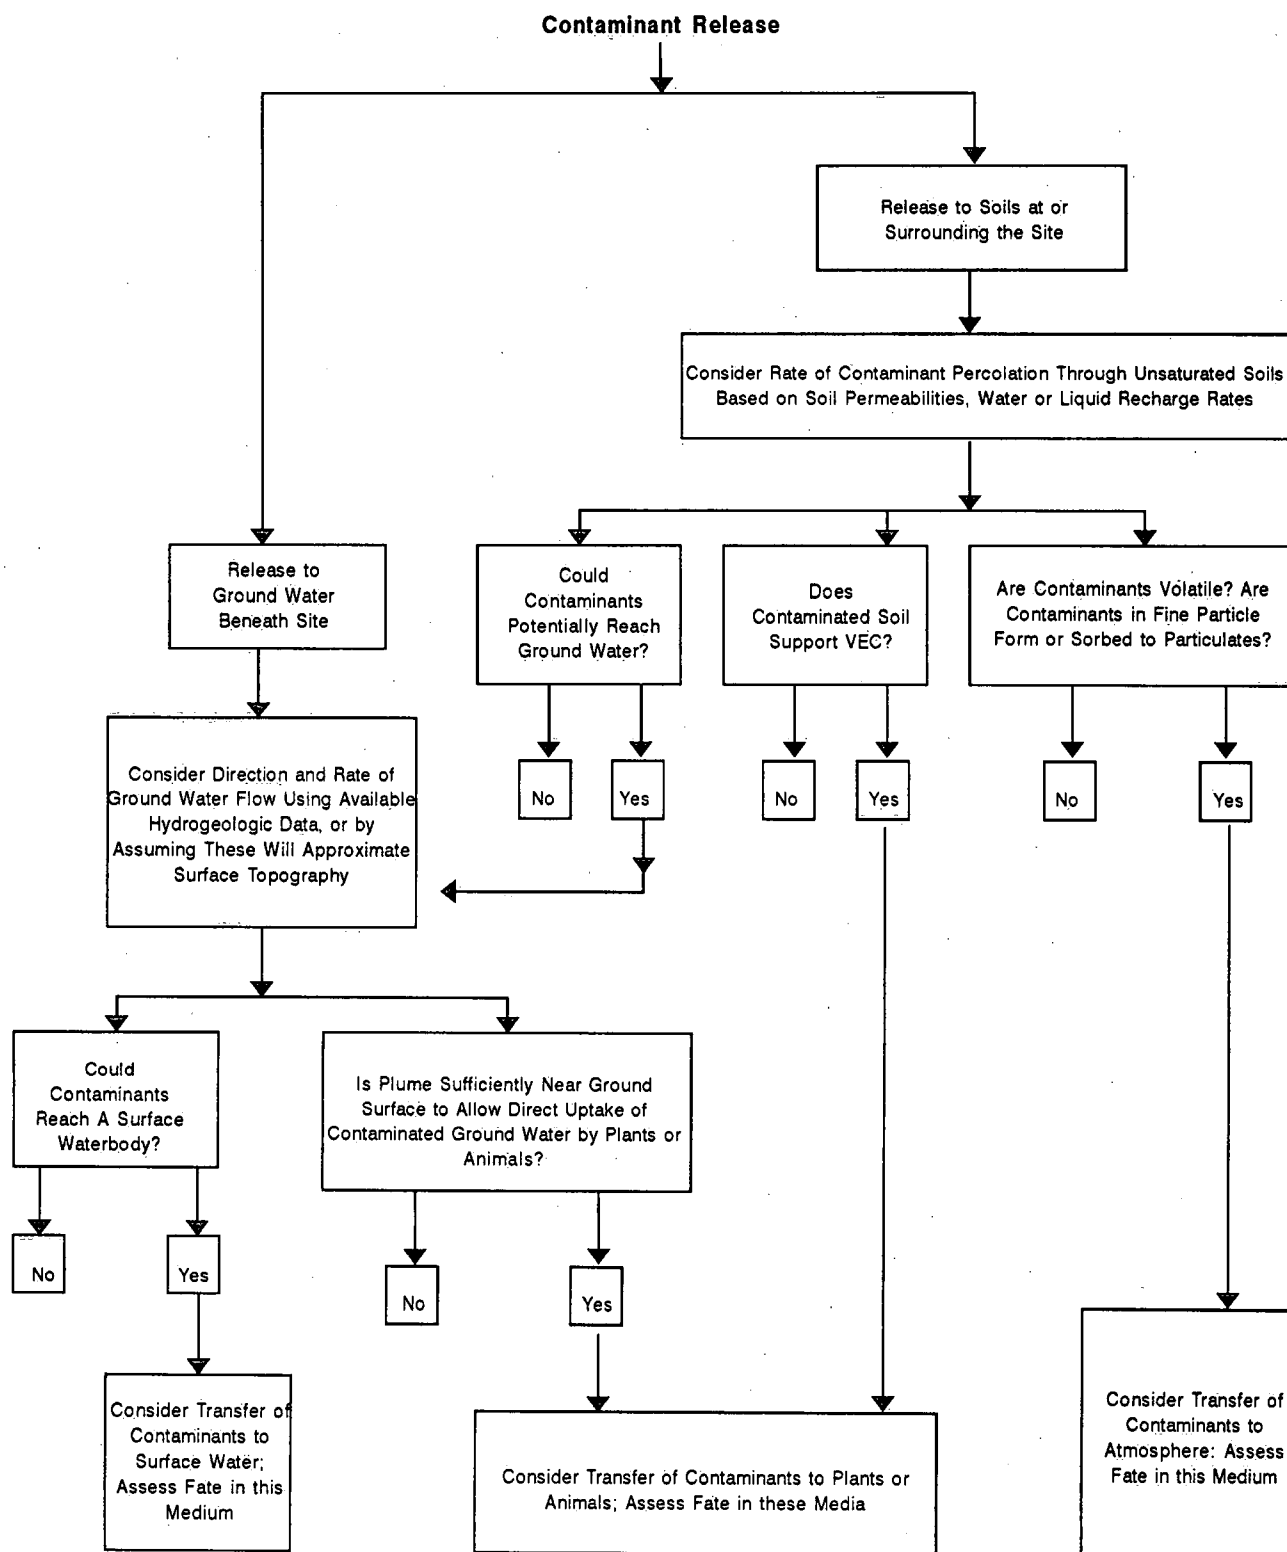 Contaminant Release
Release to Soils at or
Surrounding the Site
Consider Rate of Contaminant Percolation Through Unsaturated Soils
Based on Soil Permeabilities, Water or Liquid Recharge Rates
Release to
Ground Water
Beneath Site
Could
Contaminants
Potentially Reach
Ground Water?
Does
Contaminated Soil
Support VEC?
Are Contaminants Volatile? Are
Contaminants in Fine Particle
Form or Sorbed to Particulates?
Consider Direction and Rate of
Ground Water Flow Using Available
Hydrogeologic Data, or by
Assuming These Will Approximate
Surface Topography
No
Yes
No
Yes
No
Yes
Could
Contaminants
Reach A Surface
Waterbody?
Is Plume Sufficiently Near Ground
Surface to Allow Direct Uptake of
Contaminated Ground Water by Plants or
Animals?
No
Yes
No
Yes
Consider Transfer of
Contaminants to
Surface Water;
Assess Fate in this
Medium
Consider Transfer of Contaminants to Plants or
Animals; Assess Fate in these Media
Consider Transfer of
Contaminants to
Atmosphere: Assess
Fate in this Medium